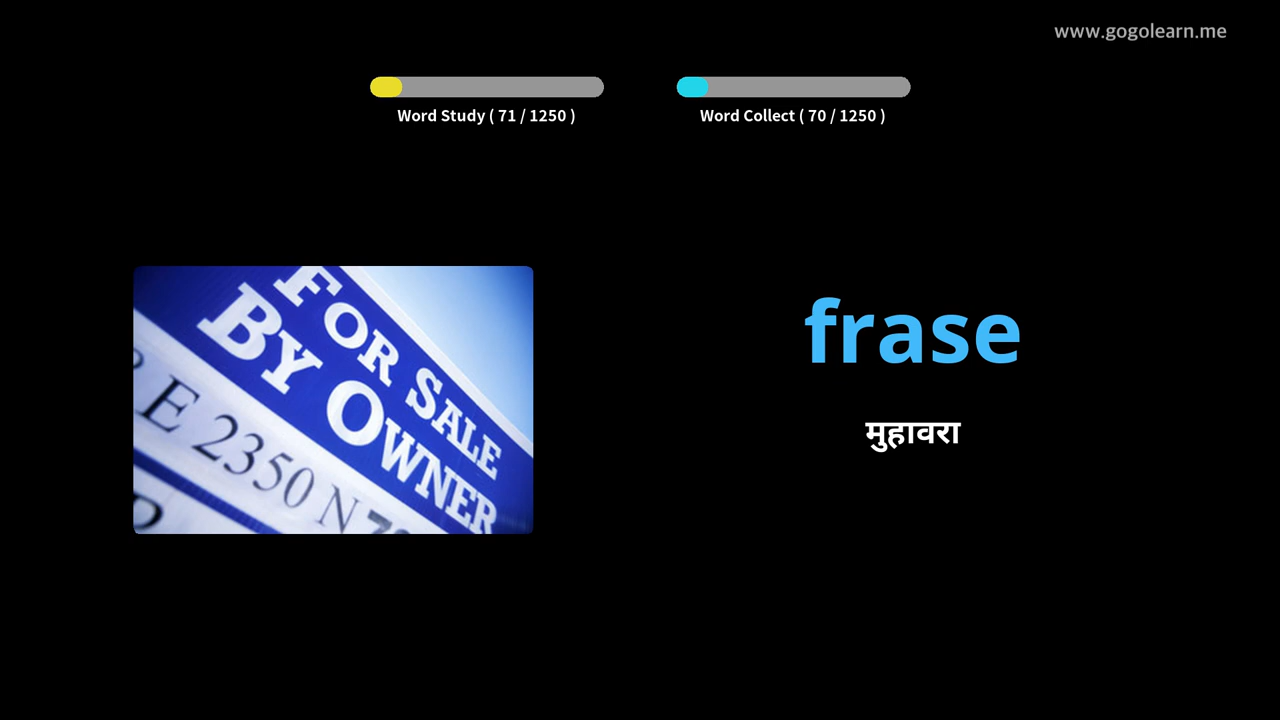 www.gogolearn.me
Word Study ( 71 / 1250 )
Word Collect ( 70 / 1250 )
FOR SALE
BY OWNER
E 2350 N
frase
मुहावरा